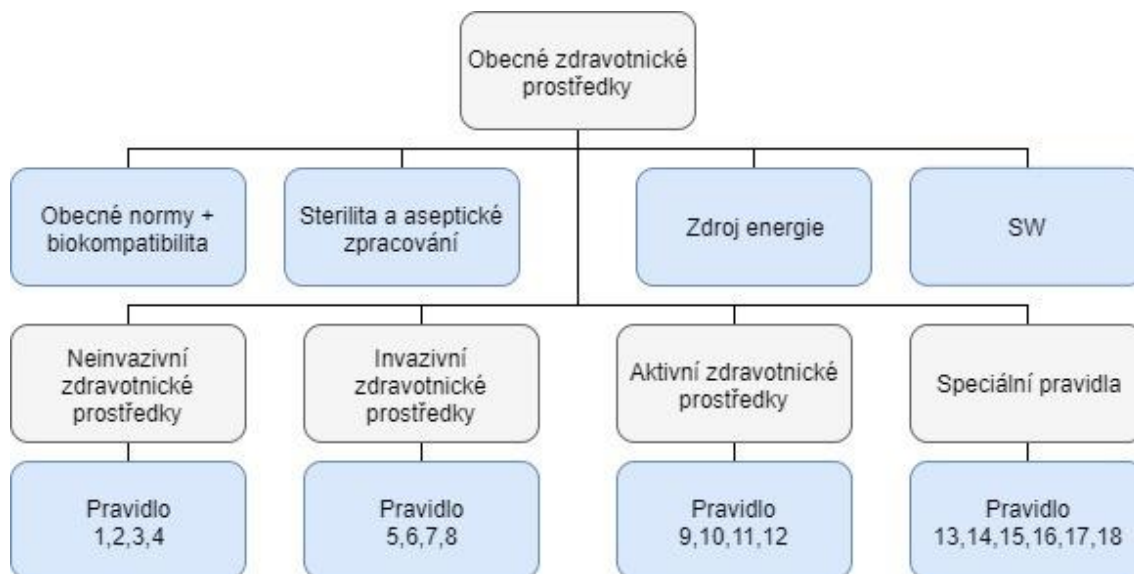 Obecné zdravotnické
prostředky
Obecné normy +
biokompatibilita
Sterilita a aseptické
zpracování
Zdroj energie
SW
Neinvazivní
zdravotnické
prostředky
Invazivní
zdravotnické
prostředky
Aktivní zdravotnické
prostředky
Speciální pravidla
Pravidlo
1,2,3,4
Pravidlo
5,6,7,8
Pravidlo
9,10,11,12
Pravidlo
13,14,15,16,17,18